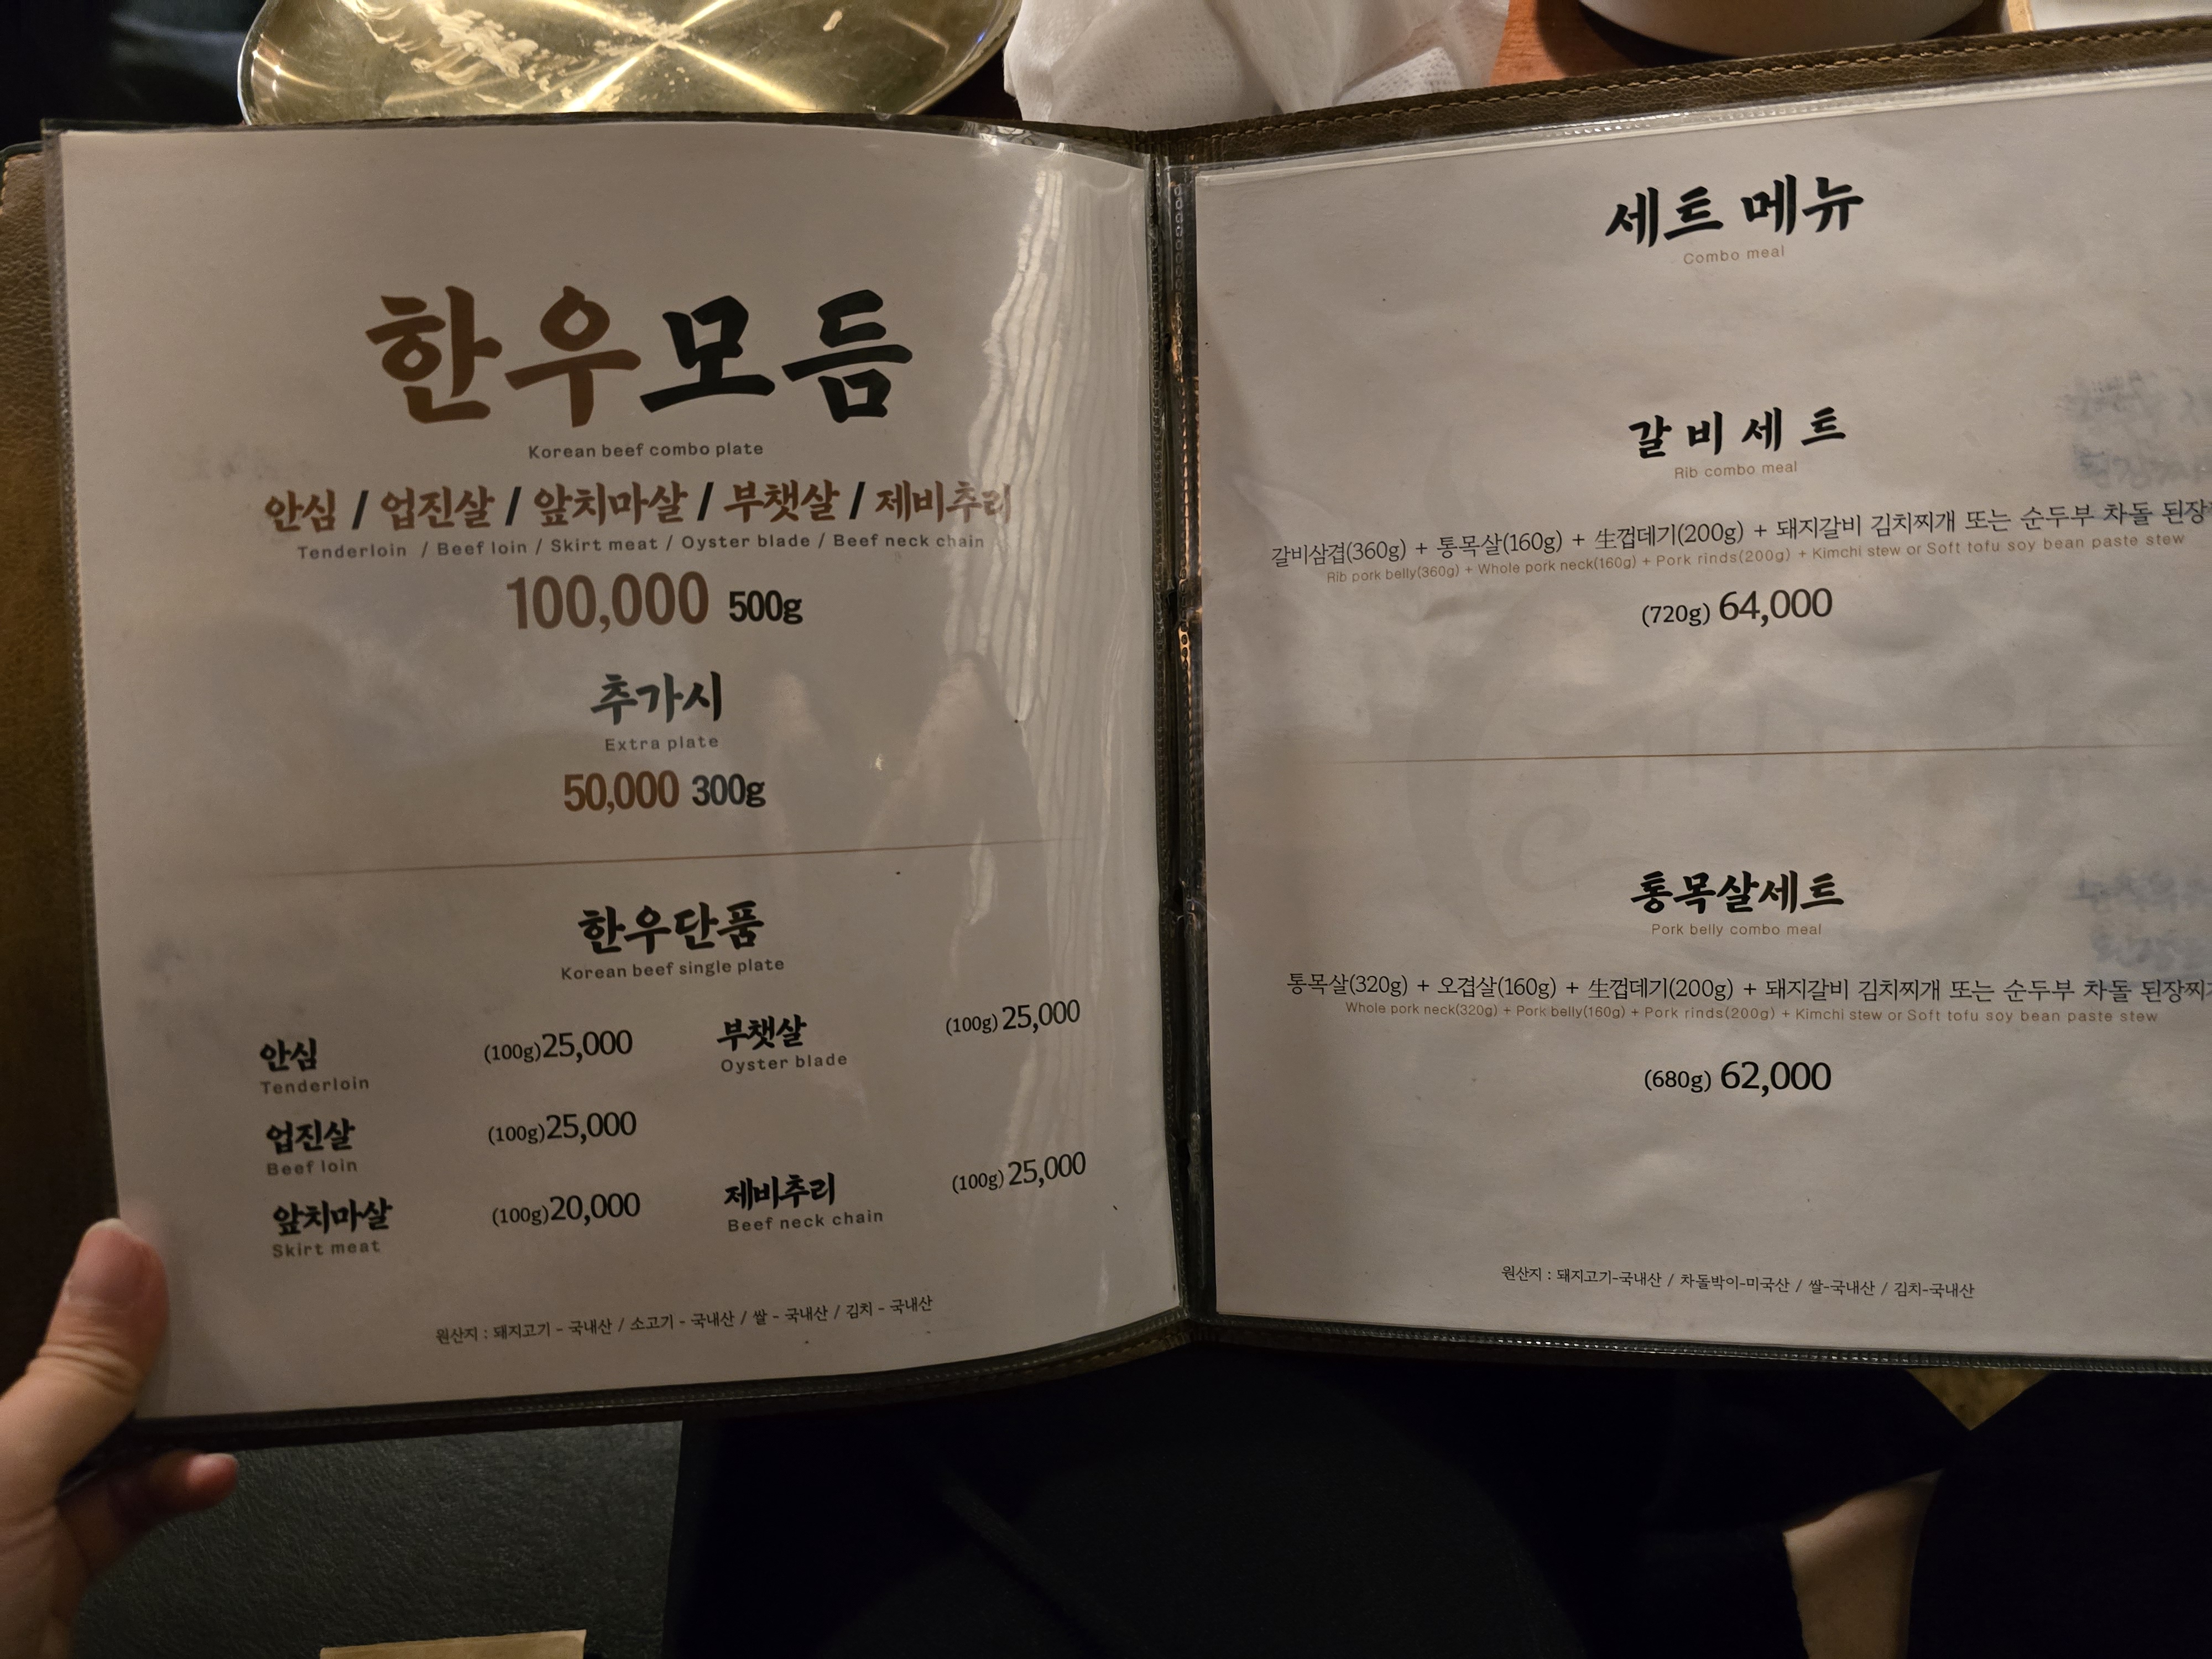 한우모듬
Korean beef combo plate
안심 / 업진살 / 앞치마살 / 부챗살 / 제비추리
Tenderloin / Beef loin / Skirt meat / Oyster blade / Beef neck chain
100,000 500g
추가시
Extra plate
50,000 300g
한우단품
Korean beef single plate
안심 (100g)25,000
Tenderloin
업진살 (100g)25,000
Beef loin
앞치마살 (100g)20,000
Skirt meat
부챗살 (100g) 25,000
Oyster blade
제비추리 (100g) 25,000
Beef neck chain
원산지 : 돼지고기 - 국내산 / 소고기 - 국내산 / 쌀 - 국내산 / 김치 - 국내산
세트 메뉴
Combo meal
갈비세트
Rib combo meal
갈비삼겹(360g) + 통목살(160g) + 生껍데기(200g) + 돼지갈비 김치찌개 또는 순두부 차돌 된장
Rib pork belly(360g) + Whole pork neck(160g) + Pork rinds(200g) + Kimchi stew or Soft tofu soy bean paste stew
(720g) 64,000
통목살세트
Pork belly combo meal
통목살(320g) + 오겹살(160g) + 生껍데기(200g) + 돼지갈비 김치찌개 또는 순두부 차돌 된장찌
Whole pork neck(320g) + Pork belly(160g) + Pork rinds(200g) + Kimchi stew or Soft tofu soy bean paste stew
(680g) 62,000
원산지 : 돼지고기-국내산 / 차돌박이-미국산 / 쌀-국내산 / 김치-국내산